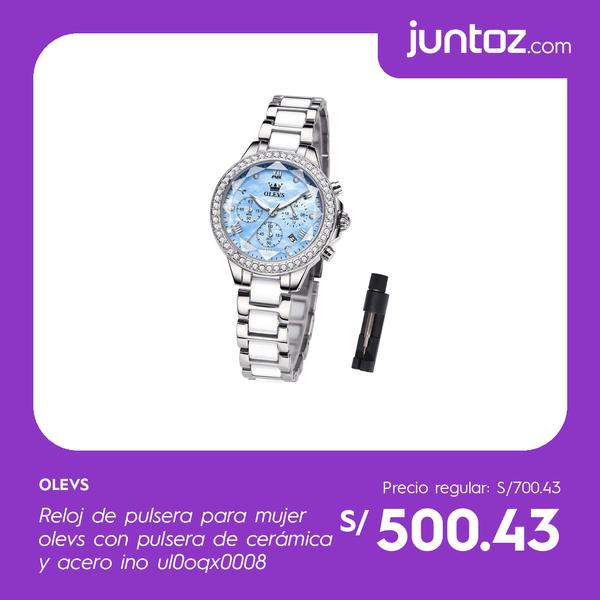 juntoz.com
XII
OLEVS
OLEVS
Precio regular: S/700.43
Reloj de pulsera para mujer
olevs con pulsera de cerámica
y acero ino ul0oqx0008
S/ 500.43